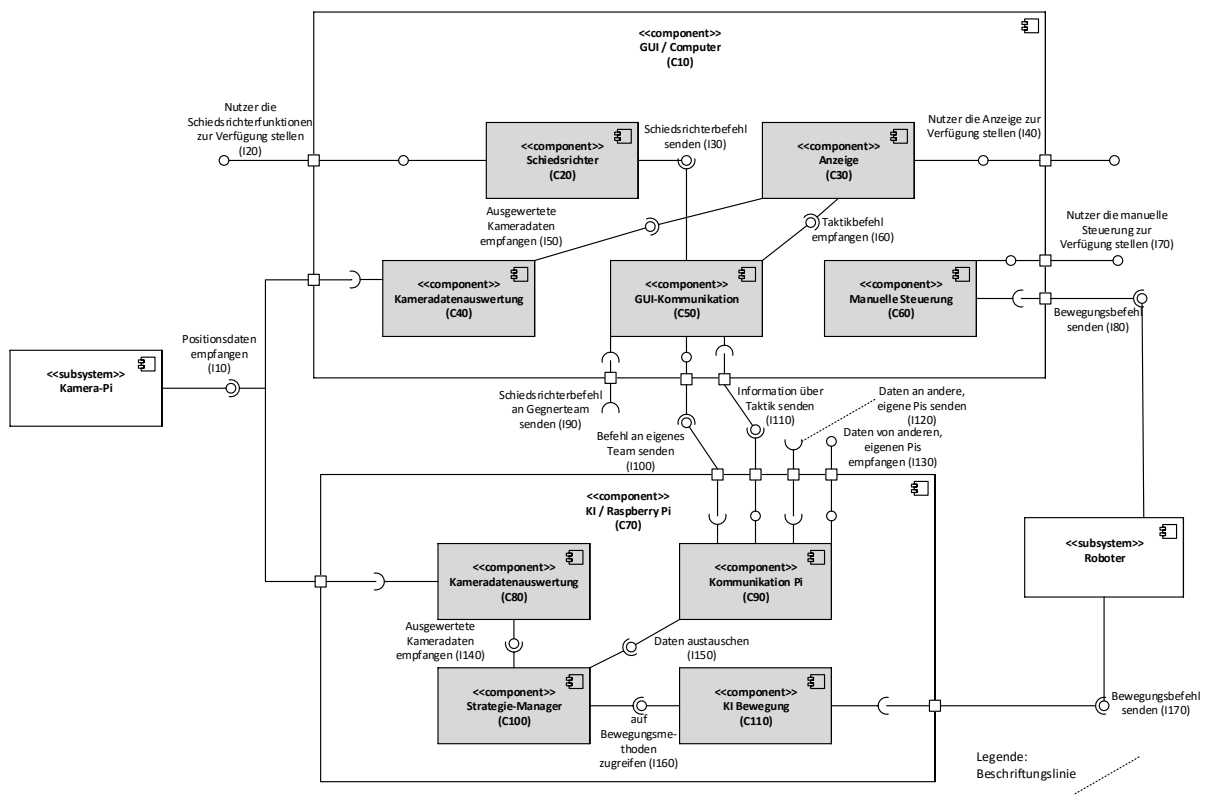 <<component>>
GUI / Computer
(C10)
Nutzer die
Schiedsrichterfunktionen
zur Verfügung stellen
(I20)
<<component>>
Schiedsrichter
(C20)
Schiedsrichterbefehl
senden (I30)
<<component>>
Anzeige
(C30)
Nutzer die Anzeige zur
Verfügung stellen (I40)
Ausgewertete
Kameradaten
empfangen (I50)
Taktikbefehl
empfangen (I60)
Nutzer die manuelle
Steuerung zur
Verfügung stellen (I70)
<<component>>
Kameradatenauswertung
(C40)
<<component>>
GUI-Kommunikation
(C50)
<<component>>
Manuelle Steuerung
(C60)
Bewegungsbefehl
senden (I80)
Positionsdaten
empfangen
(I10)
<<subsystem>>
Kamera-Pi
Schiedsrichterbefehl
an Gegnerteam
senden (I90)
Befehl an eigenes
Team senden
(I100)
Information über
Taktik senden
(I110)
Daten an andere,
eigene Pis senden
(I120)
Daten von anderen,
eigenen Pis
empfangen (I130)
<<component>>
KI / Raspberry Pi
(C70)
<<component>>
Kameradatenauswertung
(C80)
<<component>>
Kommunikation Pi
(C90)
<<subsystem>>
Roboter
Ausgewertete
Kameradaten
empfangen (I140)
Daten austauschen
(I150)
<<component>>
Strategie-Manager
(C100)
auf
Bewegungsme-
thoden
zugreifen (I160)
<<component>>
KI Bewegung
(C110)
Bewegungsbefehl
senden (I170)
Legende:
Beschriftungslinie